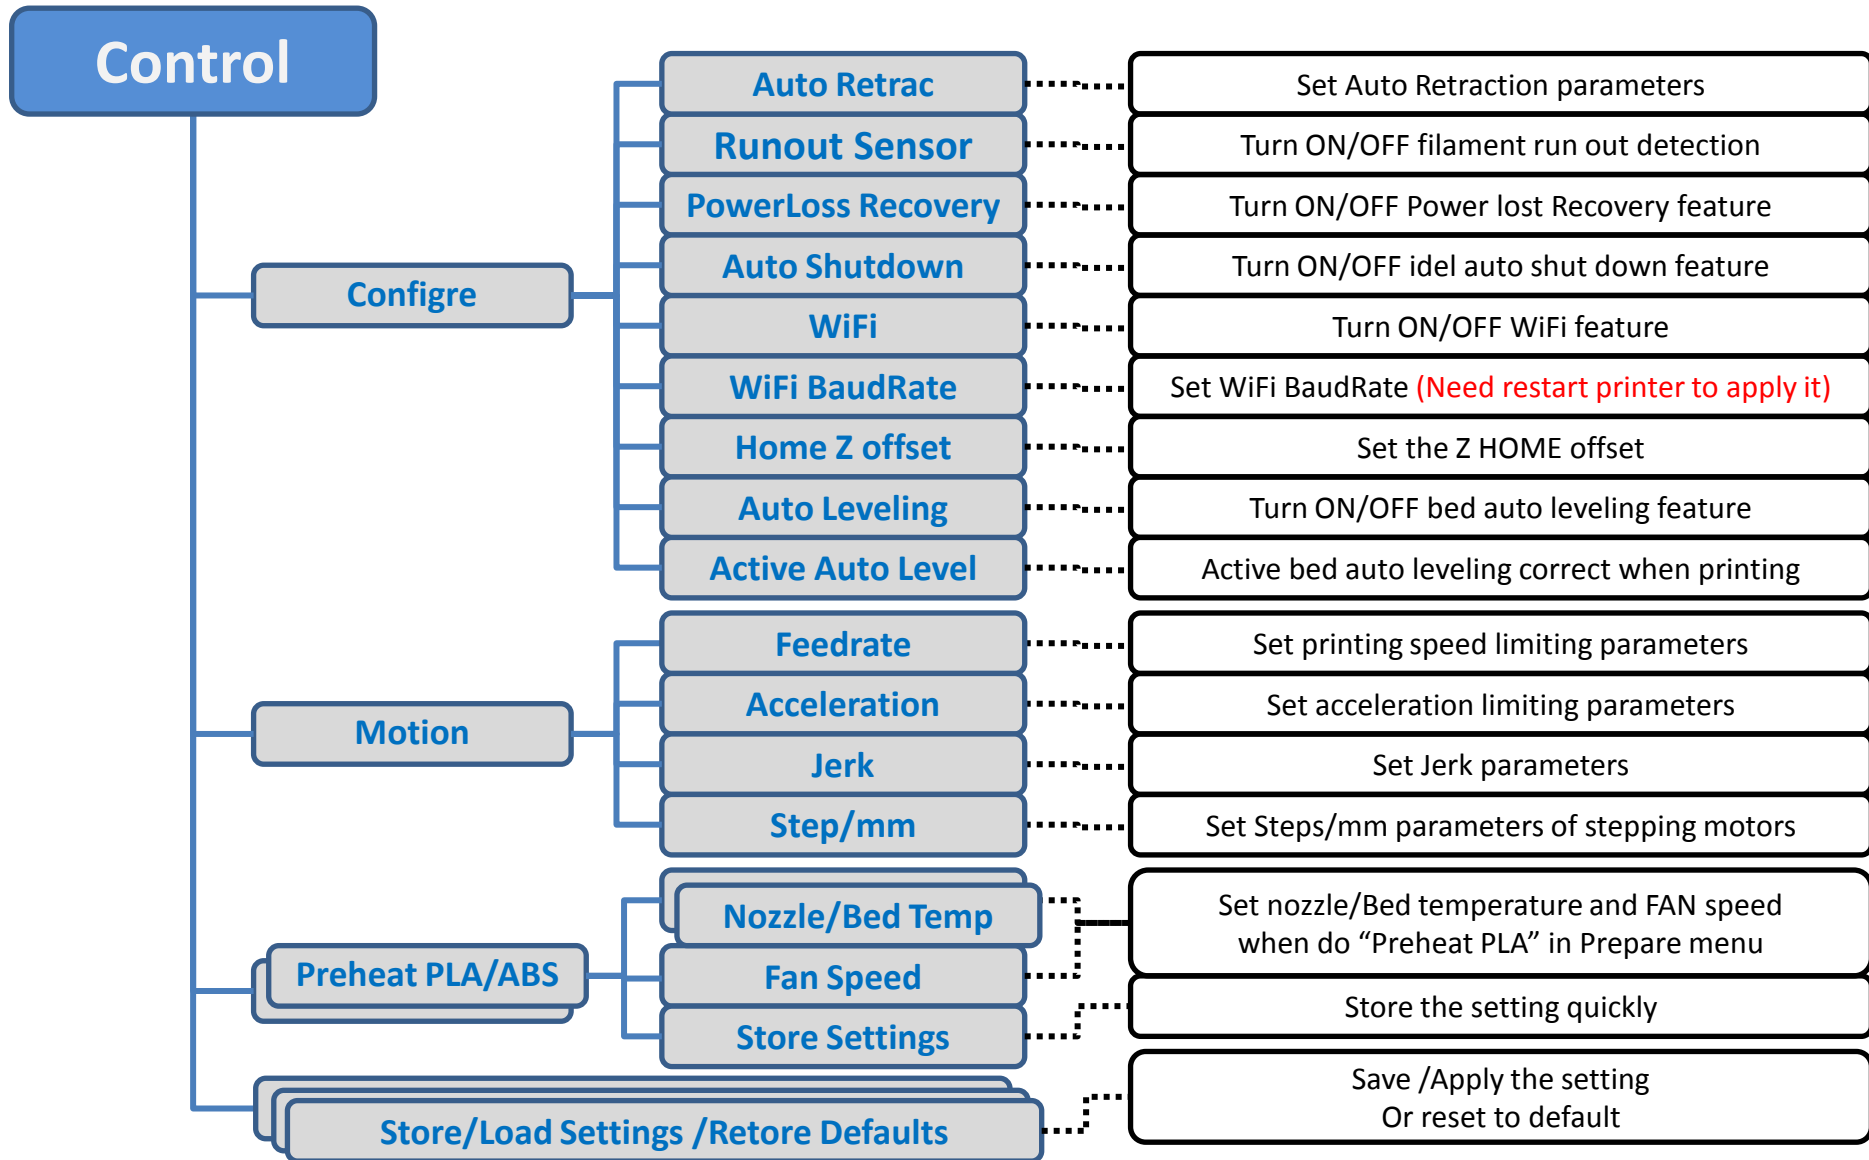 Control
Auto Retrac
Set Auto Retraction parameters
Runout Sensor
Turn ON/OFF filament run out detection
PowerLoss Recovery
Turn ON/OFF Power lost Recovery feature
Auto Shutdown
Turn ON/OFF idel auto shut down feature
Configre
WiFi
Turn ON/OFF WiFi feature
WiFi BaudRate
Set WiFi BaudRate (Need restart printer to apply it)
Home Z offset
Set the Z HOME offset
Auto Leveling
Turn ON/OFF bed auto leveling feature
Active Auto Level
Active bed auto leveling correct when printing
Feedrate
Set printing speed limiting parameters
Acceleration
Set acceleration limiting parameters
Motion
Jerk
Set Jerk parameters
Step/mm
Set Steps/mm parameters of stepping motors
Nozzle/Bed Temp
Set nozzle/Bed temperature and FAN speed
when do “Preheat PLA” in Prepare menu
Preheat PLA/ABS
Fan Speed
Store Settings
Store the setting quickly
Store/Load Settings /Retore Defaults
Save /Apply the setting
Or reset to default